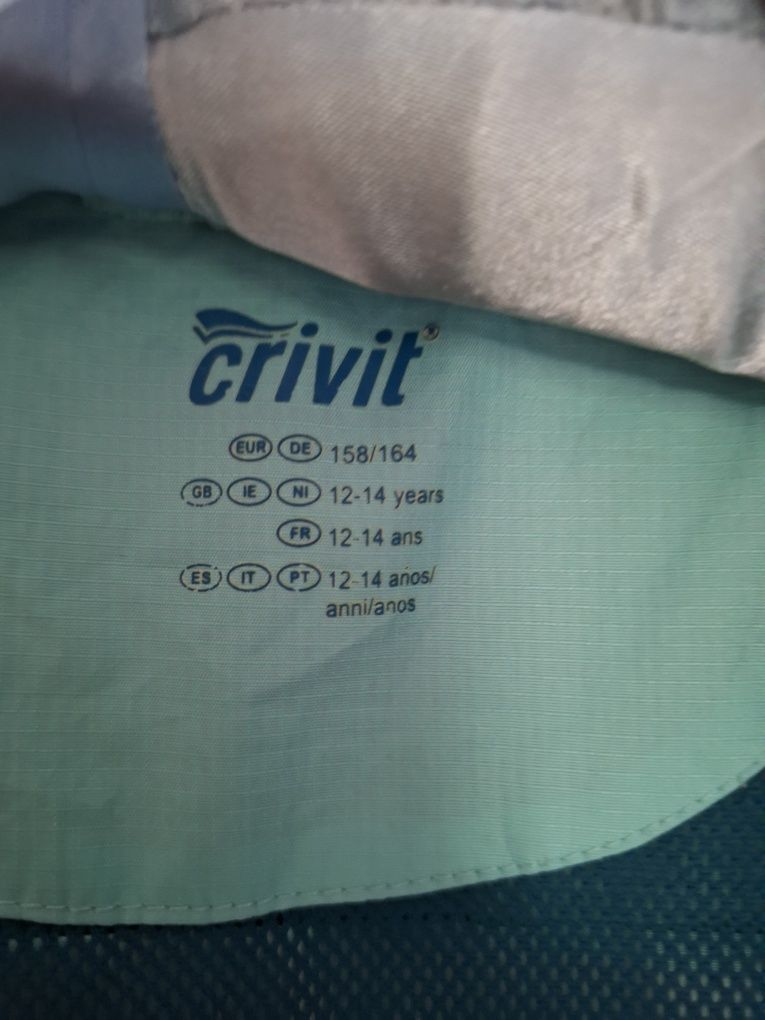 crivit®
EUR DE 158/164
GB IE NI 12-14 years
FR 12-14 ans
ES IT PT 12-14 años/
anni/anos